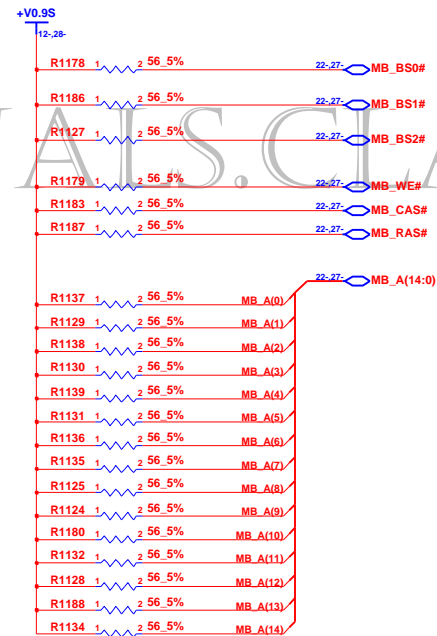 +V0.9S
12-,28-
R1178 1 2 56_5% 22-,27- MB_BS0#
R1186 1 2 56_5% 22-,27- MB_BS1#
R1127 1 2 56_5% 22-,27- MB_BS2#
TALS.CLA
R1179 1 2 56_5% 22-,27- MB_WE#
R1183 1 2 56_5% 22-,27- MB_CAS#
R1187 1 2 56_5% 22-,27- MB_RAS#
22-,27- MB_A(14:0)
R1137 1 2 56_5% MB_A(0)
R1129 1 2 56_5% MB_A(1)
R1138 1 2 56_5% MB_A(2)
R1130 1 2 56_5% MB_A(3)
R1139 1 2 56_5% MB_A(4)
R1131 1 2 56_5% MB_A(5)
R1136 1 2 56_5% MB_A(6)
R1135 1 2 56_5% MB_A(7)
R1125 1 2 56_5% MB_A(8)
R1124 1 2 56_5% MB_A(9)
R1180 1 2 56_5% MB_A(10)
R1132 1 2 56_5% MB_A(11)
R1128 1 2 56_5% MB_A(12)
R1188 1 2 56_5% MB_A(13)
R1134 1 2 56_5% MB_A(14)